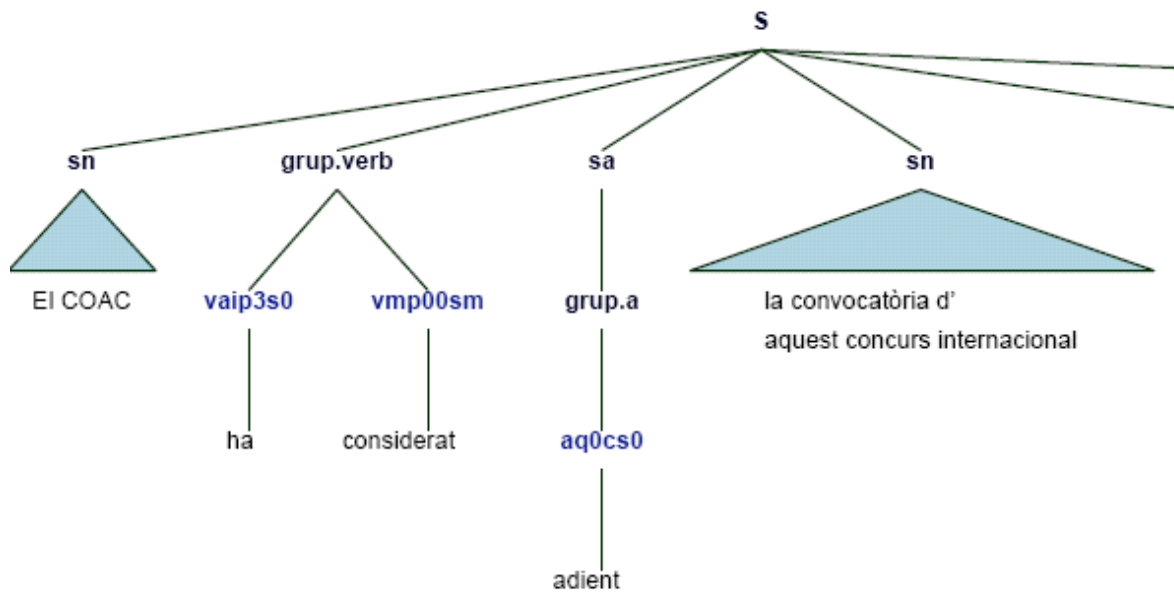 S
sn grup.verb sa sn
El COAC vaip3s0 vmp00sm grup.a la convocatòria d’
aquest concurs internacional
ha considerat aq0cs0
adient